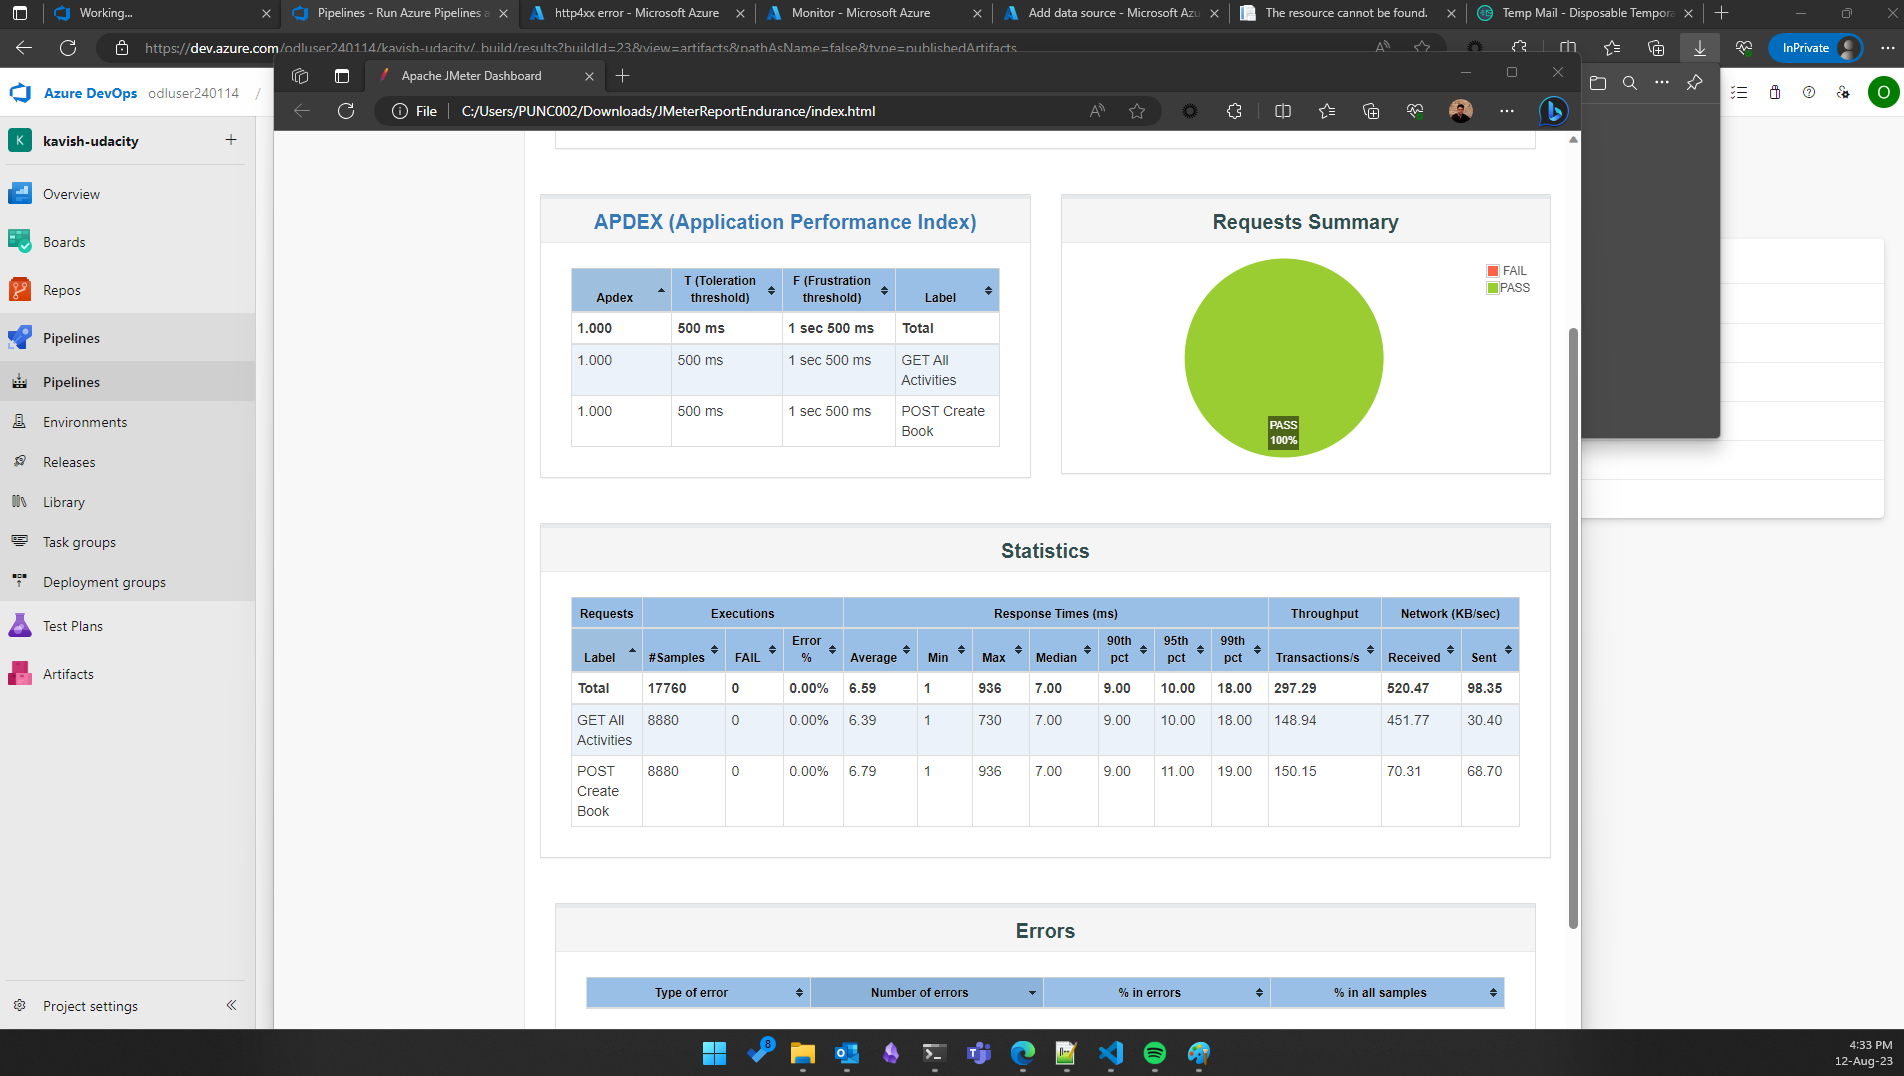 Working...
Pipelines - Run Azure Pipelines a
http4xx error - Microsoft Azure
Monitor - Microsoft Azure
Add data source - Microsoft Azu
The resource cannot be found.
Temp Mail - Disposable Tempora
https://dev.azure.com/odluser240114/kavish-udacity/_build/results?buildId=23&view=artifacts&pathAsName=false&type=publishedArtifacts
InPrivate
Apache JMeter Dashboard
File
C:/Users/PUNC002/Downloads/JMeterReportEndurance/index.html
Azure DevOps odluser240114 /
O
K kavish-udacity
Overview
Boards
Repos
Pipelines
Pipelines
Environments
Releases
Library
Task groups
Deployment groups
Test Plans
Artifacts
Project settings
APDEX (Application Performance Index)
Apdex T (Toleration threshold) F (Frustration threshold) Label
1.000 500 ms 1 sec 500 ms Total
1.000 500 ms 1 sec 500 ms GET All Activities
1.000 500 ms 1 sec 500 ms POST Create Book
Requests Summary
FAIL
PASS
PASS
100%
Statistics
Requests Executions Response Times (ms) Throughput Network (KB/sec)
Label #Samples FAIL Error % Average Min Max Median 90th pct 95th pct 99th pct Transactions/s Received Sent
Total 17760 0 0.00% 6.59 1 936 7.00 9.00 10.00 18.00 297.29 520.47 98.35
GET All Activities 8880 0 0.00% 6.39 1 730 7.00 9.00 10.00 18.00 148.94 451.77 30.40
POST Create Book 8880 0 0.00% 6.79 1 936 7.00 9.00 11.00 19.00 150.15 70.31 68.70
Errors
Type of error Number of errors % in errors % in all samples
8
4:33 PM
12-Aug-23